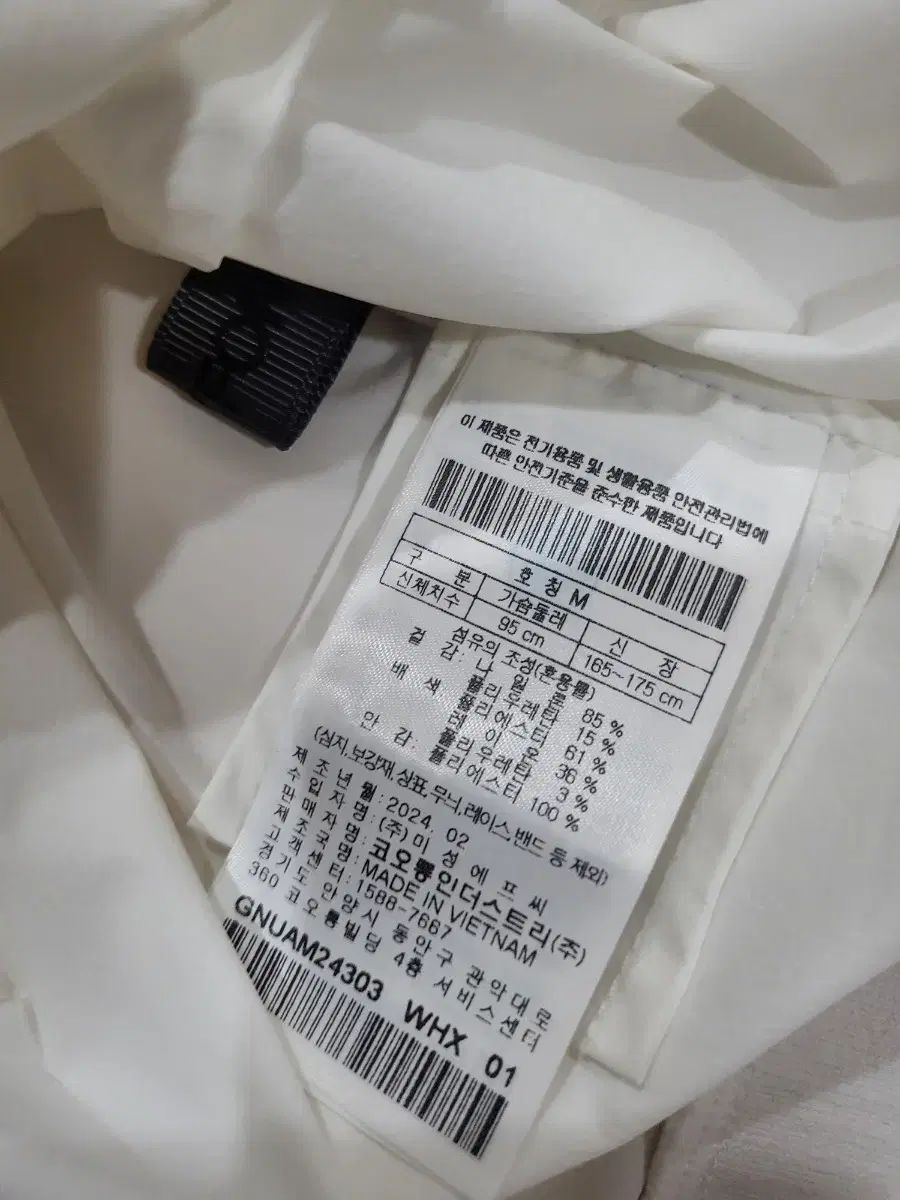 이 제품은 전기용품 및 생활용품 안전관리법에
따른 안전기준을 준수한 제품입니다
호 칭 M
구 분 가슴둘레 신 장
신체치수 95 cm 165~175 cm
섬유의 조성(혼용률)
겉 감: 나 일 론 85 %
폴리우레탄 15 %
배 색 폴리에스터 61 %
레 이 온 36 %
폴리우레탄 3 %
안 감: 폴리에스터 100 %
(심지,보강재,상표,무늬,레이스 밴드 등 제외)
제 조 년 월: 2024. 02
수 입 자 명: (주)미 성 에 프 씨
판 매 자 명: 코오롱인더스트리(주)
제 조 국 명: MADE IN VIETNAM
고 객 센 터: 1588-7667
경 기 도 안 양 시 동 안 구 관 악 대 로
360 코 오 롱 빌 딩 4층 서 비 스 센 터
GNUAM24303 WHX 01